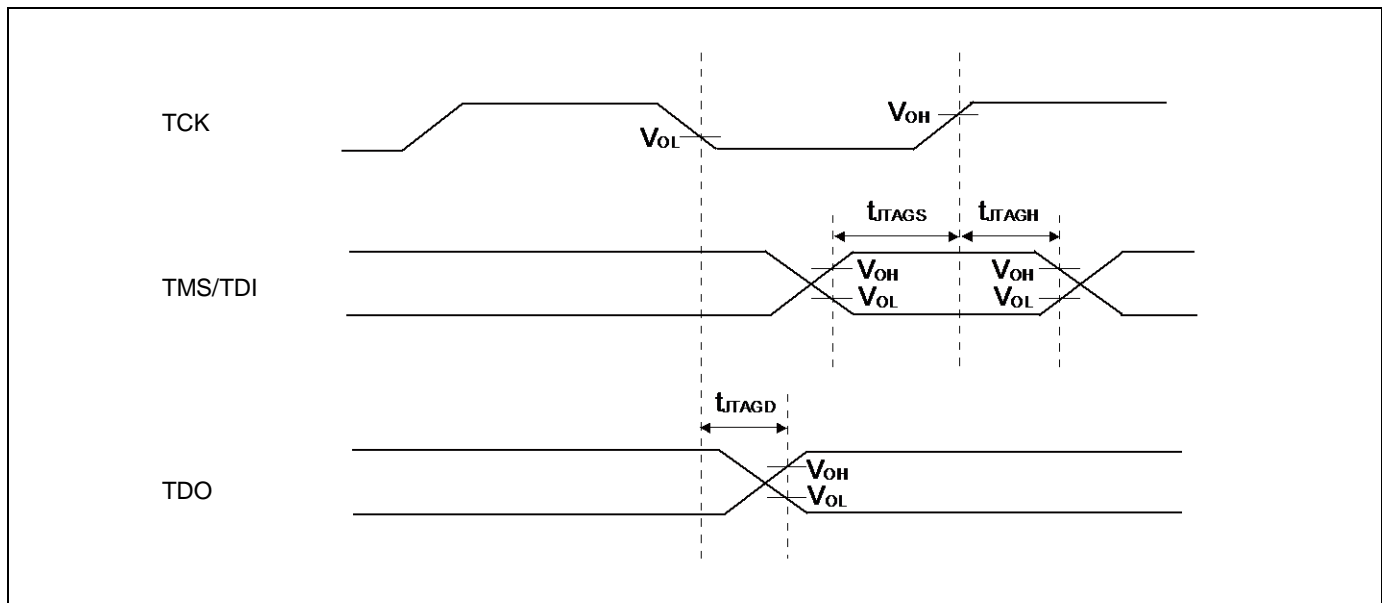 TCK
VOL
VOH
tJTAGS
tJTAGH
TMS/TDI
VOH
VOL
VOH
VOL
tJTAGD
TDO
VOH
VOL